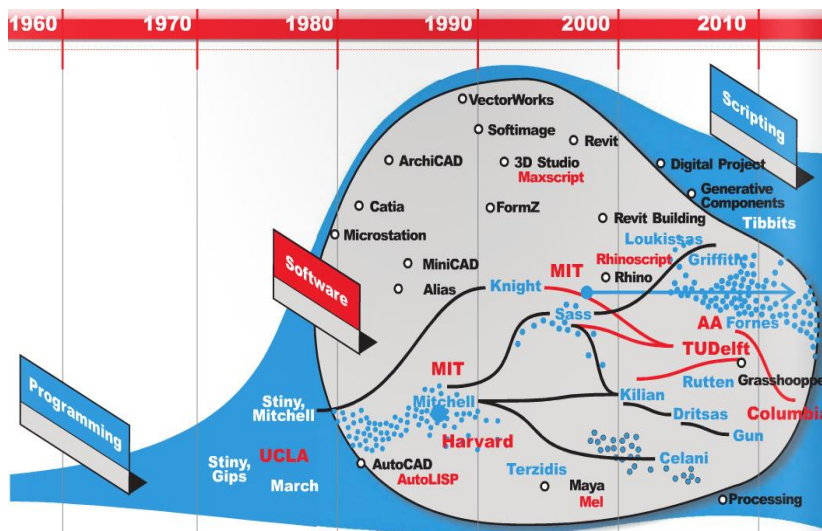 1960
1970
1980
1990
2000
2010
Scripting
VectorWorks
Softimage
Revit
ArchiCAD
3D Studio
Maxscript
Digital Project
Generative
Components
Catia
FormZ
Revit Building
Tibbits
Microstation
Loukissas
Software
MiniCAD
MIT
Rhinoscript
Griffith
Alias
Knight
Rhino
Sass
AA
Fornes
TUDelft
Programming
MIT
Rutten
Grasshoope
Stiny,
Mitchell
Mitchell
Kilian
Columbia
Dritsas
Harvard
Gun
UCLA
Stiny,
Gips
AutoCAD
AutoLISP
Terzidis
Celani
March
Maya
Mel
Processing